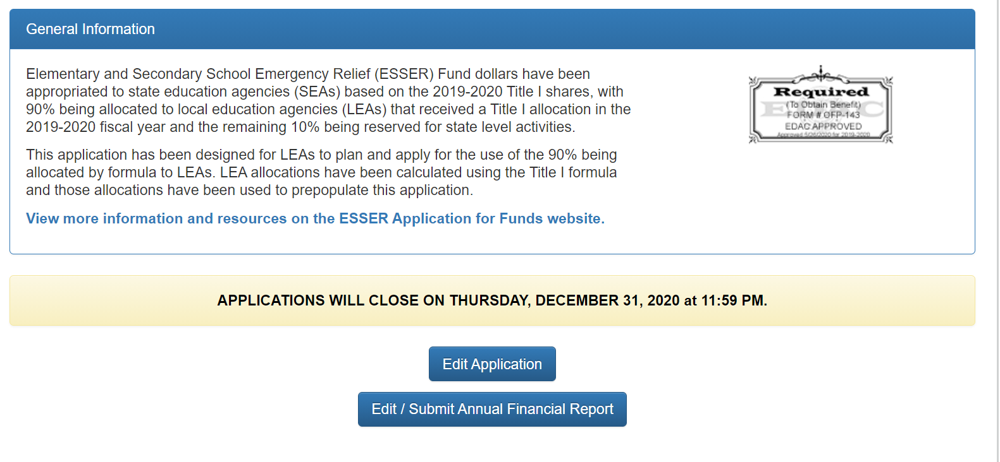 General Information
Elementary and Secondary School Emergency Relief (ESSER) Fund dollars have been
appropriated to state education agencies (SEAs) based on the 2019-2020 Title I shares, with
90% being allocated to local education agencies (LEAs) that received a Title I allocation in the
2019-2020 fiscal year and the remaining 10% being reserved for state level activities.
This application has been designed for LEAs to plan and apply for the use of the 90% being
allocated by formula to LEAs. LEA allocations have been calculated using the Title I formula
and those allocations have been used to prepopulate this application.
View more information and resources on the ESSER Application for Funds website.
Required
(To Obtain Benefit)
FORM # OFP-143
EDAC APPROVED
Approved 5/26/2020 for 2019-2020
APPLICATIONS WILL CLOSE ON THURSDAY, DECEMBER 31, 2020 at 11:59 PM.
Edit Application
Edit / Submit Annual Financial Report